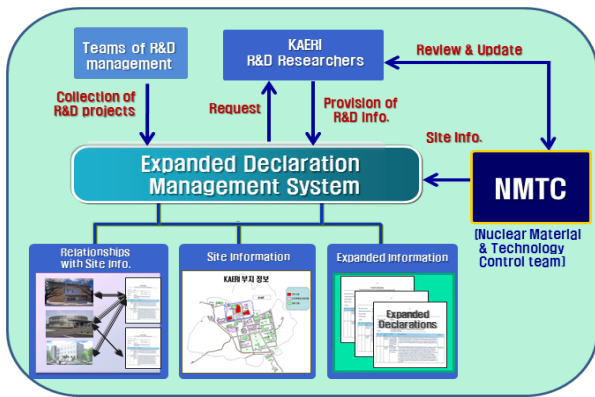 Teams of R&D
management
KAERI
R&D Researchers
Review & Update
Collection of
R&D projects
Request
Provision of
R&D Info.
Site Info.
Expanded Declaration
Management System
NMTC
[Nuclear Material
& Technology
Control team]
Relationships
with Site Info.
Site Information
Expanded Information
KAERI 부지 정보
Expanded
Declarations